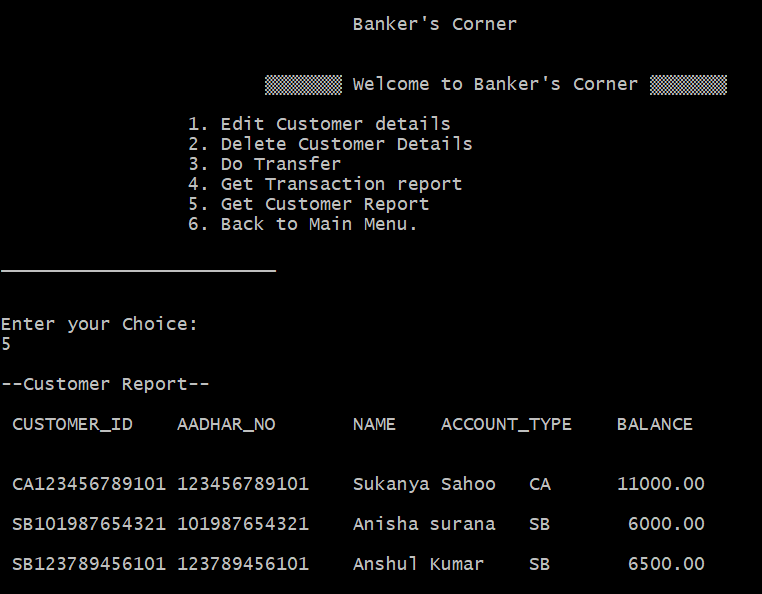 Banker's Corner
Welcome to Banker's Corner
1. Edit Customer details
2. Delete Customer Details
3. Do Transfer
4. Get Transaction report
5. Get Customer Report
6. Back to Main Menu.
Enter your Choice:
5
--Customer Report--
CUSTOMER_ID AADHAR_NO NAME ACCOUNT_TYPE BALANCE
CA123456789101 123456789101 Sukanya Sahoo CA 11000.00
SB101987654321 101987654321 Anisha surana SB 6000.00
SB123789456101 123789456101 Anshul Kumar SB 6500.00